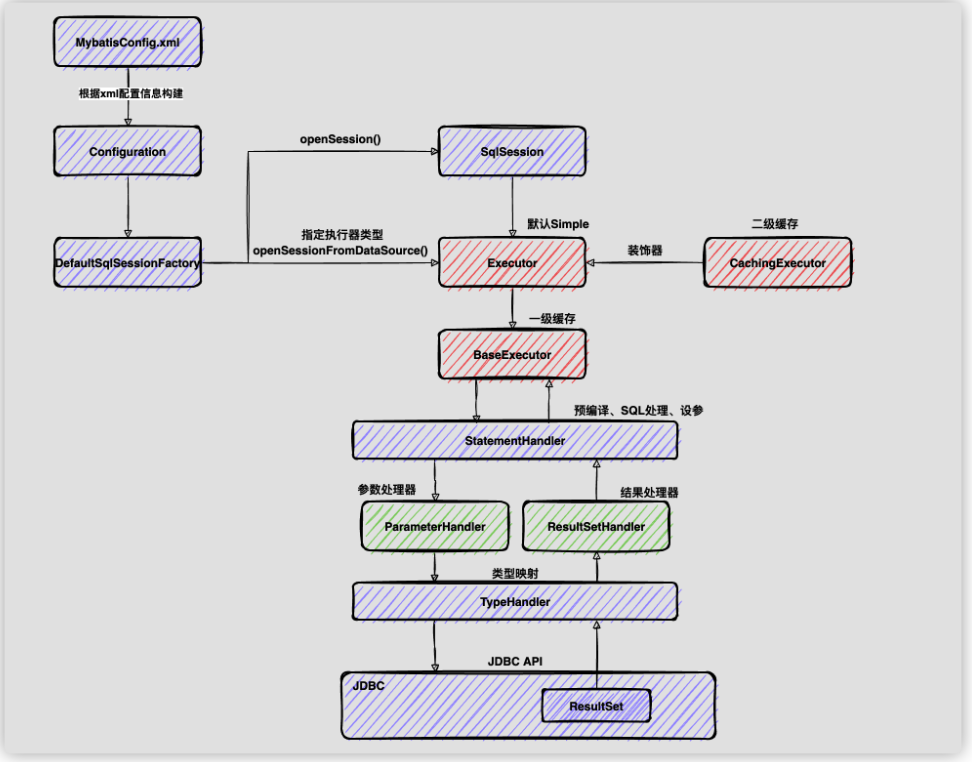 MybatisConfig.xml
根据xml配置信息构建
Configuration
openSession()
SqlSession
DefaultSqlSessionFactory
指定执行器类型
openSessionFromDataSource()
默认Simple
Executor
装饰器
二级缓存
CachingExecutor
一级缓存
BaseExecutor
预编译、SQL处理、设参
StatementHandler
参数处理器
ParameterHandler
结果处理器
ResultSetHandler
类型映射
TypeHandler
JDBC API
JDBC
ResultSet